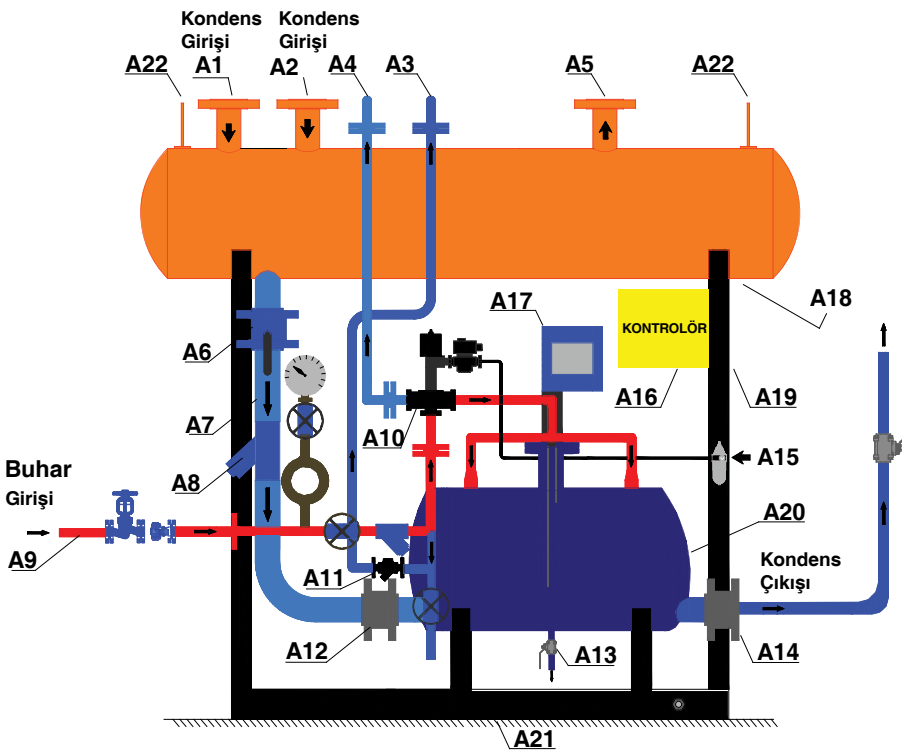 Kondens
Girişi
Kondens
Girişi
A22
A1
A2
A4
A3
A5
A22
A17
A18
KONTROLÖR
A6
A7
A16
A19
A10
A8
A15
Buhar
Girişi
A20
A9
A11
Kondens
Çıkışı
A12
A13
A14
A21